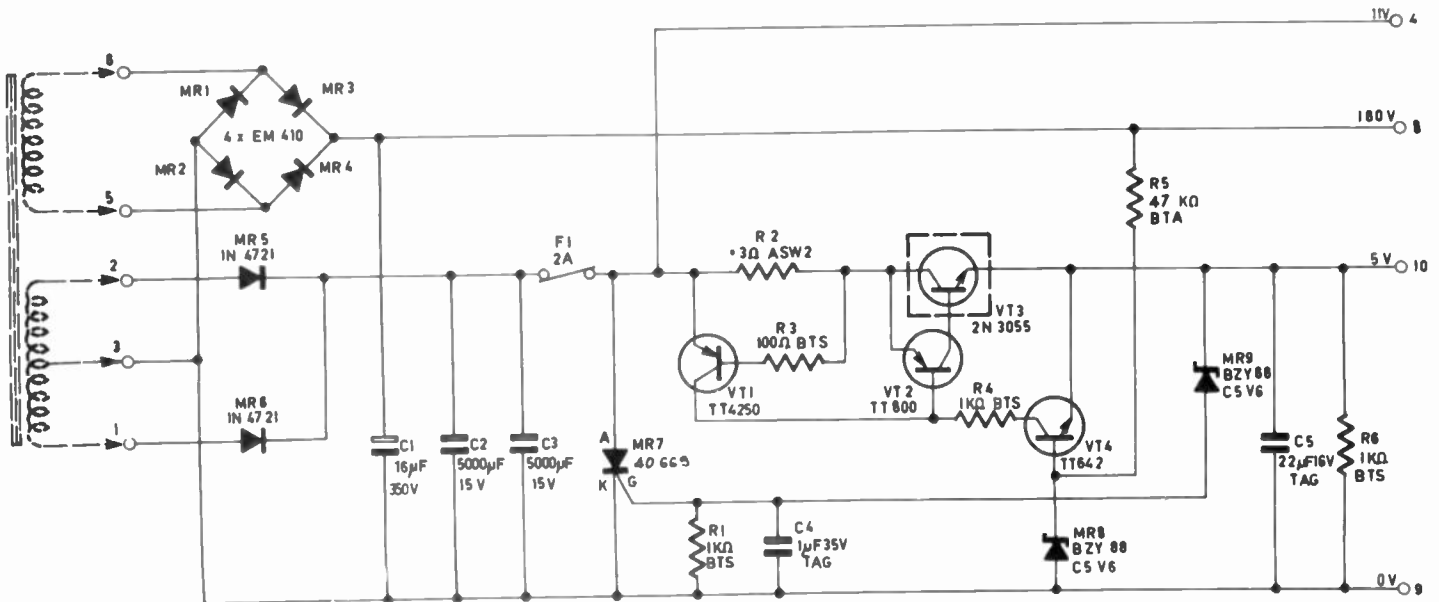 11V
4
6
MR1
MR3
4 x EM 410
180V
8
MR2
MR4
5
R5
47 KΩ
BTA
MR5
1N 4721
2
F1
2A
R2
·3Ω ASW2
5V
10
VT3
2N 3055
R3
100Ω BTS
3
VT1
TT4250
VT2
TT800
R4
1KΩ BTS
MR9
BZY88
C5V6
MR6
1N 4721
1
C1
16µF
350V
C2
5000µF
15V
C3
5000µF
15V
A
MR7
40669
K
G
VT4
TT642
C5
22µF16V
TAG
R6
1KΩ
BTS
R1
1KΩ
BTS
C4
1µF35V
TAG
MR8
BZY 88
C5 V6
0V
9